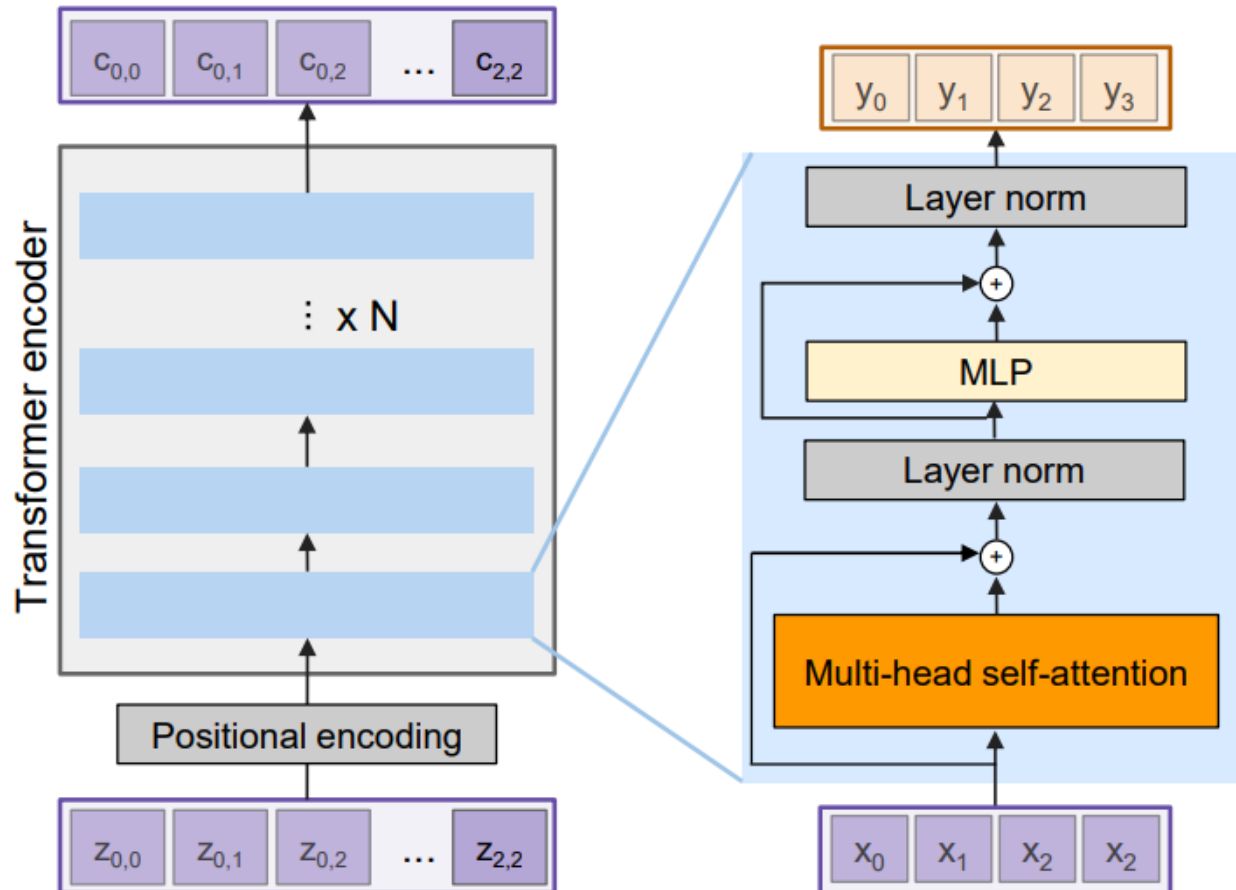 c0,0 c0,1 c0,2 ... c2,2
Transformer encoder
⋮ x N
Positional encoding
z0,0 z0,1 z0,2 ... z2,2
y0 y1 y2 y3
Layer norm
+
MLP
Layer norm
+
Multi-head self-attention
x0 x1 x2 x2